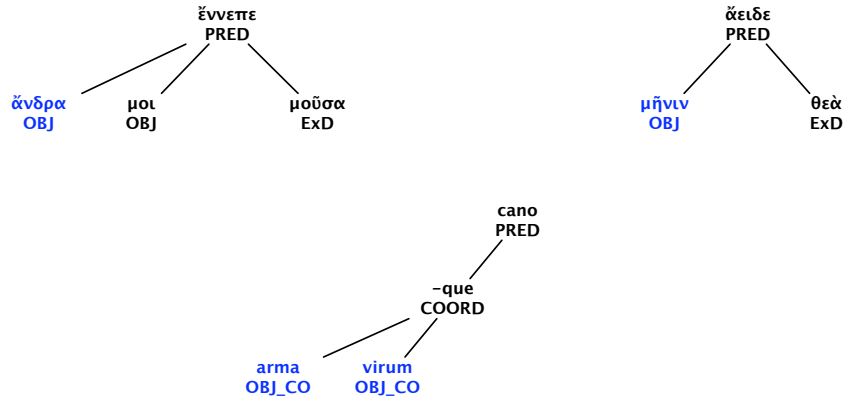 ἔννεπε
PRED
ἄειδε
PRED
ἄνδρα
OBJ
μοι
OBJ
μοῦσα
ExD
μῆνιν
OBJ
θεὰ
ExD
cano
PRED
-que
COORD
arma
OBJ_CO
virum
OBJ_CO